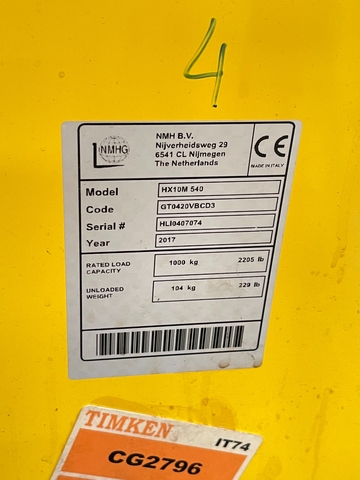 4
NMHG
NMH B.V.
Nijverheidsweg 29
6541 CL Nijmegen
The Netherlands
CE
MADE IN ITALY
Model HX10M 540
Code GT0420VBCD3
Serial # HLI0407074
Year 2017
RATED LOAD CAPACITY 1000 kg 2205 lb
UNLOADED WEIGHT 104 kg 229 lb
TIMKEN
IT74
CG2796